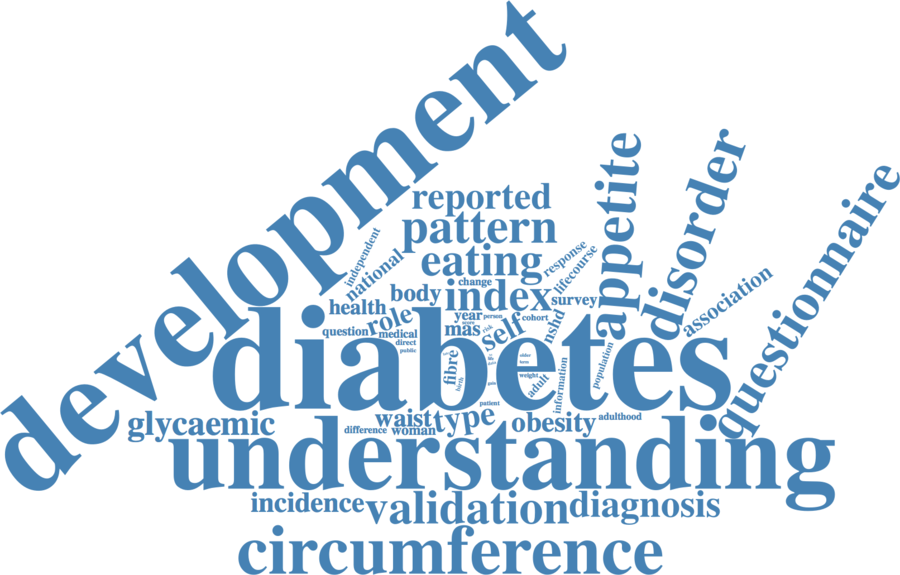 development
disorder
appetite
questionnaire
reported
pattern
independent
national
eating
response
lifecourse
change
association
body
index
survey
health
role
year
person
self
cohort
nshd
question
medical
mas
score
risk
direct
public
diabetes
fibre
birth
older
weight
adult
information
population
patient
glycaemic
waist
type
obesity
adulthood
difference
woman
understanding
incidence
validation
diagnosis
circumference